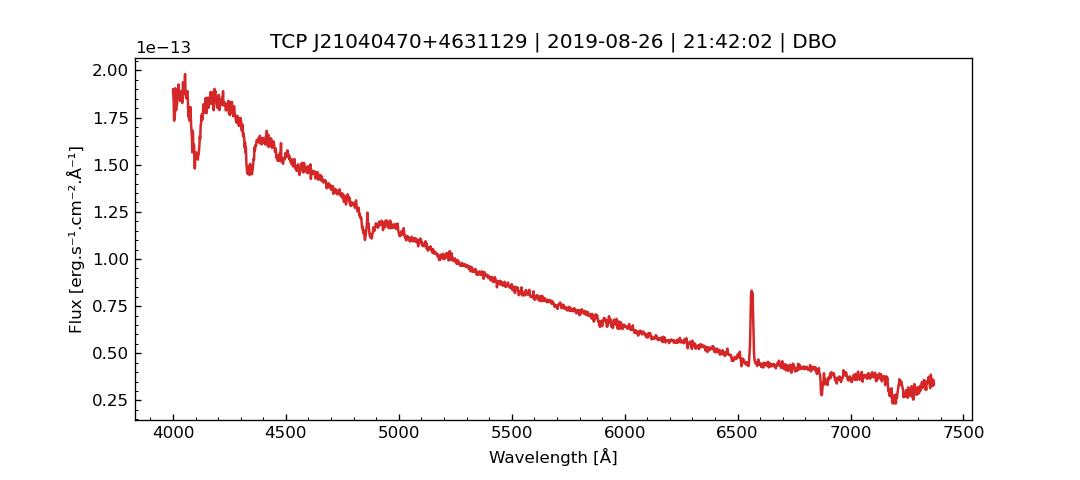 TCP J21040470+4631129 | 2019-08-26 | 21:42:02 | DBO
1e−13
2.00
1.75
1.50
1.25
1.00
0.75
0.50
0.25
Flux [erg.s⁻¹.cm⁻².Å⁻¹]
4000 4500 5000 5500 6000 6500 7000 7500
Wavelength [Å]